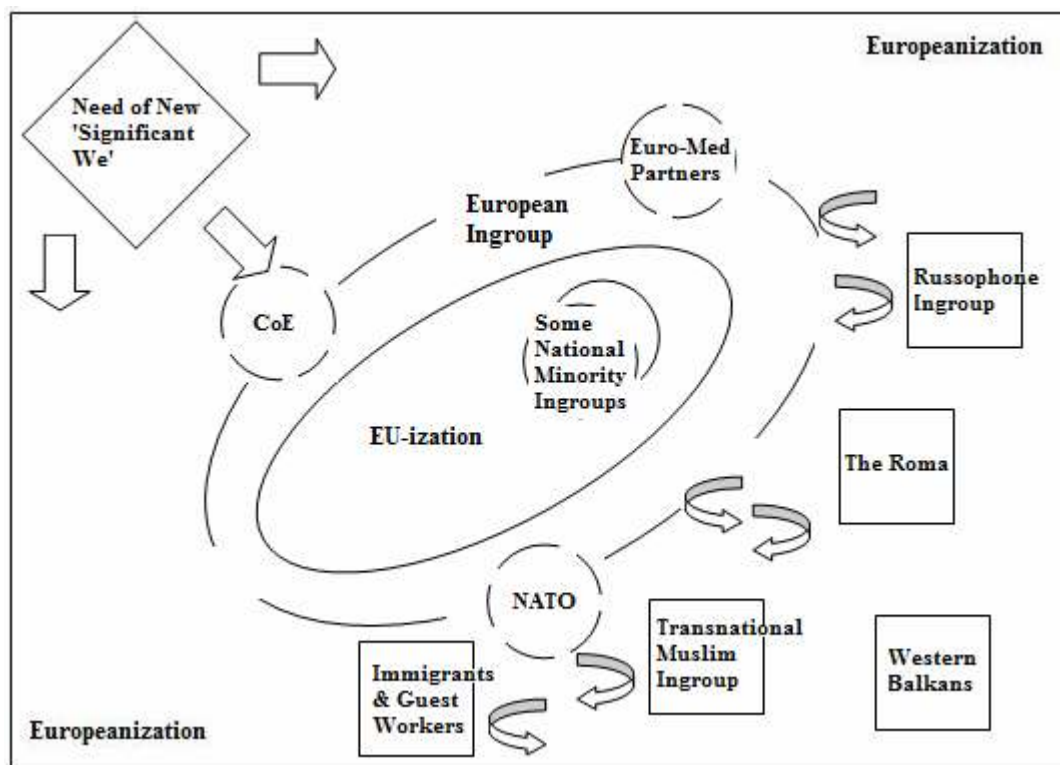 Europeanization
Need of New
'Significant
We'
Euro-Med
Partners
European
Ingroup
Russophone
Ingroup
CoE
Some
National
Minority
Ingroups
EU-ization
The Roma
NATO
Transnational
Muslim
Ingroup
Immigrants
& Guest
Workers
Western
Balkans
Europeanization